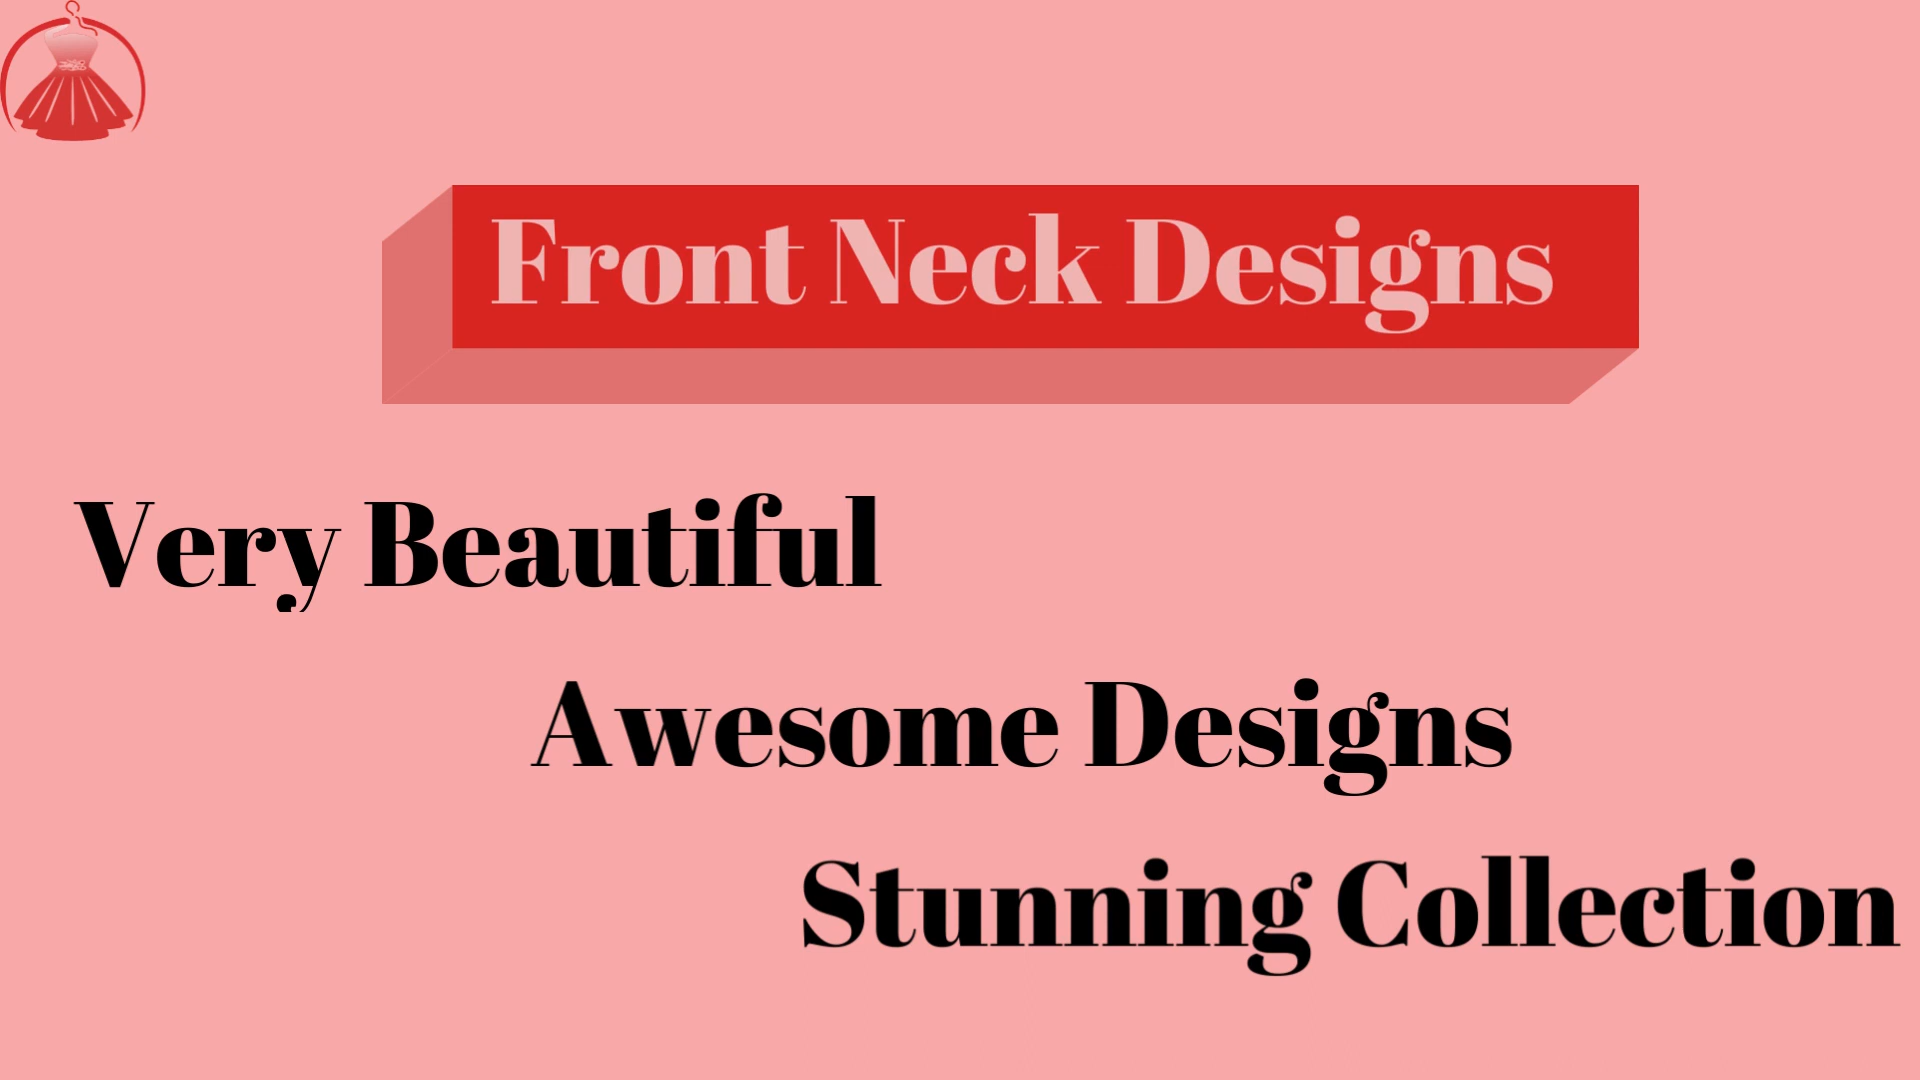 Front Neck Designs
Very Beautiful
Awesome Designs
Stunning Collection